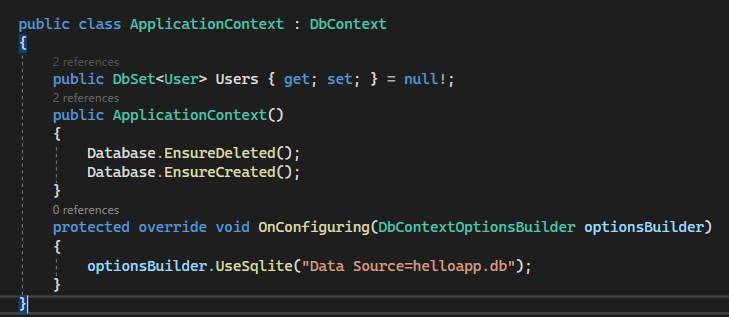 public class ApplicationContext : DbContext
{
2 references
public DbSet<User> Users { get; set; } = null!;
2 references
public ApplicationContext()
{
Database.EnsureDeleted();
Database.EnsureCreated();
}
0 references
protected override void OnConfiguring(DbContextOptionsBuilder optionsBuilder)
{
optionsBuilder.UseSqlite("Data Source=helloapp.db");
}
}